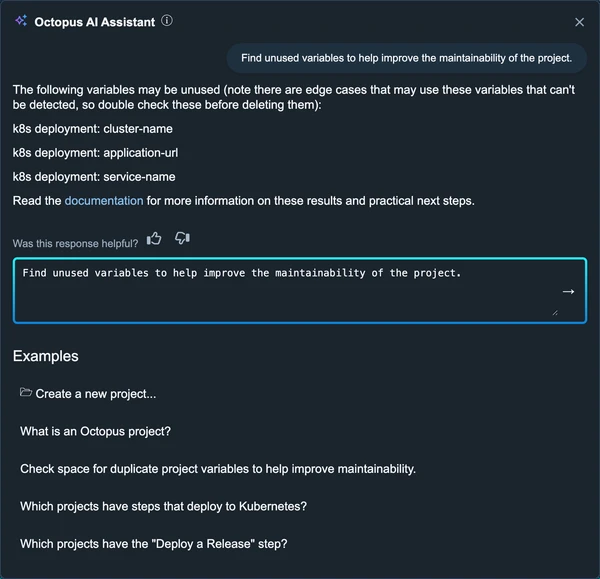 Octopus AI Assistant
Find unused variables to help improve the maintainability of the project.
The following variables may be unused (note there are edge cases that may use these variables that can't
be detected, so double check these before deleting them):
k8s deployment: cluster-name
k8s deployment: application-url
k8s deployment: service-name
Read the documentation for more information on these results and practical next steps.
Was this response helpful?
Find unused variables to help improve the maintainability of the project.
Examples
Create a new project...
What is an Octopus project?
Check space for duplicate project variables to help improve maintainability.
Which projects have steps that deploy to Kubernetes?
Which projects have the "Deploy a Release" step?